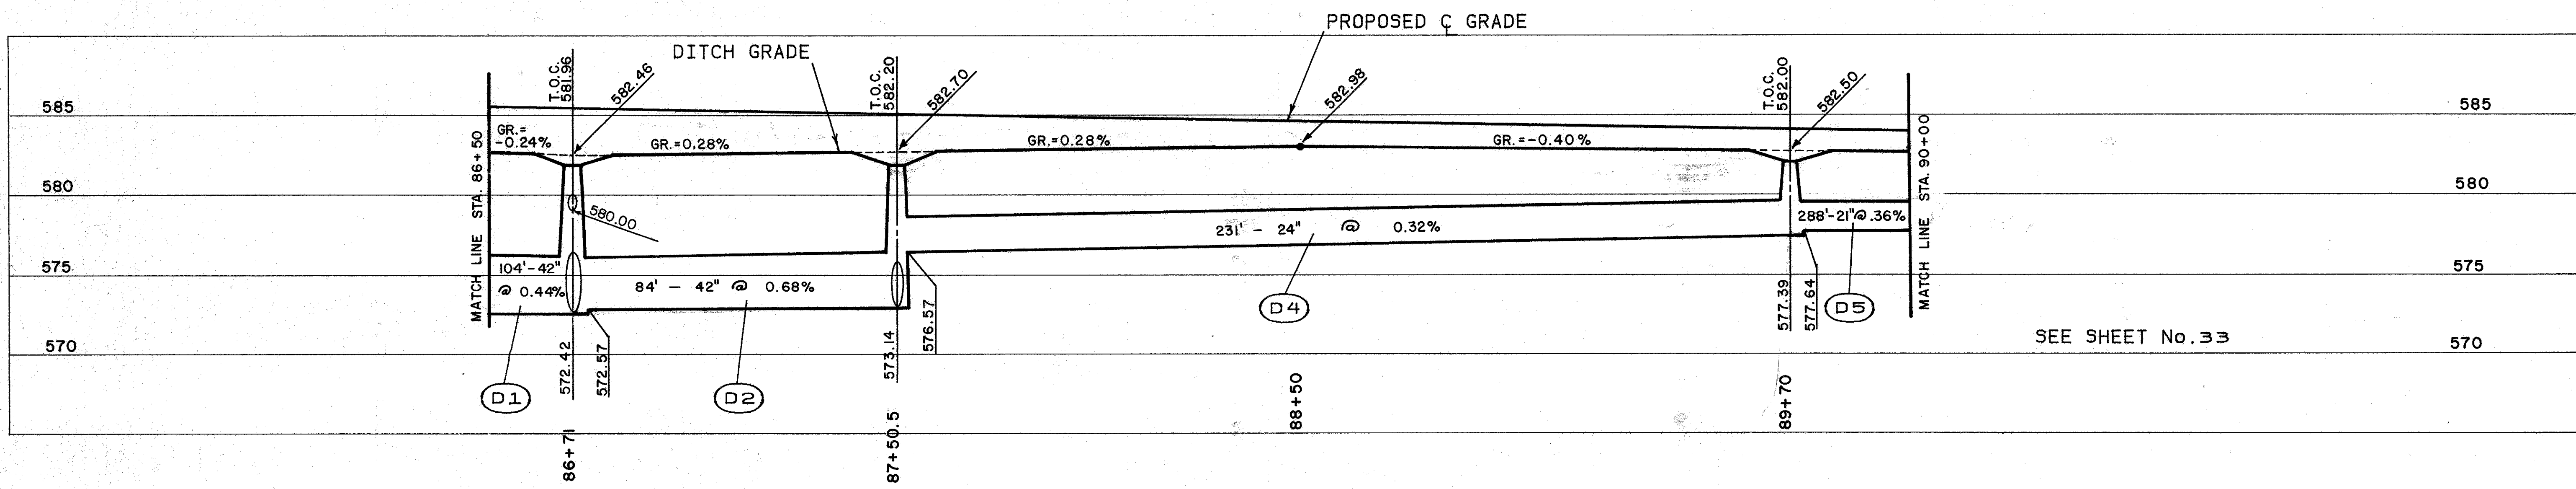 PROPOSED ℄ GRADE
DITCH GRADE
T.O.C.
581.96
582.46
T.O.C.
582.20
582.70
582.98
T.O.C.
582.00
582.50
585
585
GR.=
-0.24%
GR.=0.28%
GR.=0.28%
GR.=-0.40%
MATCH LINE STA. 86+50
MATCH LINE STA. 90+00
580
580
580.00
231' - 24" @ 0.32%
288'-21"@.36%
575
575
104'-42"
@ 0.44%
84' - 42" @ 0.68%
D4
D5
576.57
577.39
577.64
570
570
SEE SHEET No.33
572.42
572.57
573.14
D1
D2
86+71
87+50.5
88+50
89+70